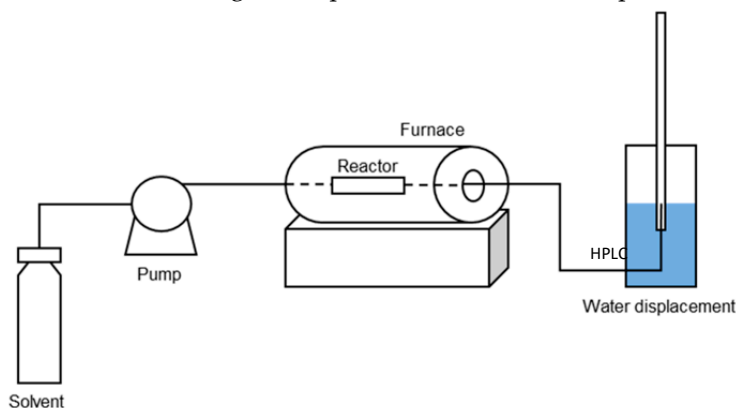 Furnace
Reactor
Pump
HPLC
Water displacement
Solvent